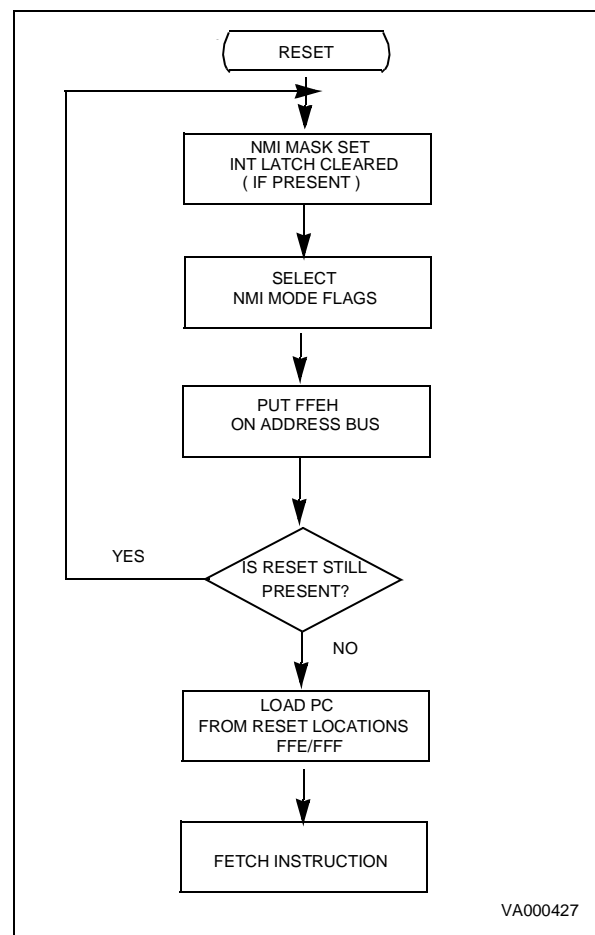 RESET
NMI MASK SET
INT LATCH CLEARED
( IF PRESENT )
SELECT
NMI MODE FLAGS
PUT FFEH
ON ADDRESS BUS
YES
IS RESET STILL
PRESENT?
NO
LOAD PC
FROM RESET LOCATIONS
FFE/FFF
FETCH INSTRUCTION
VA000427